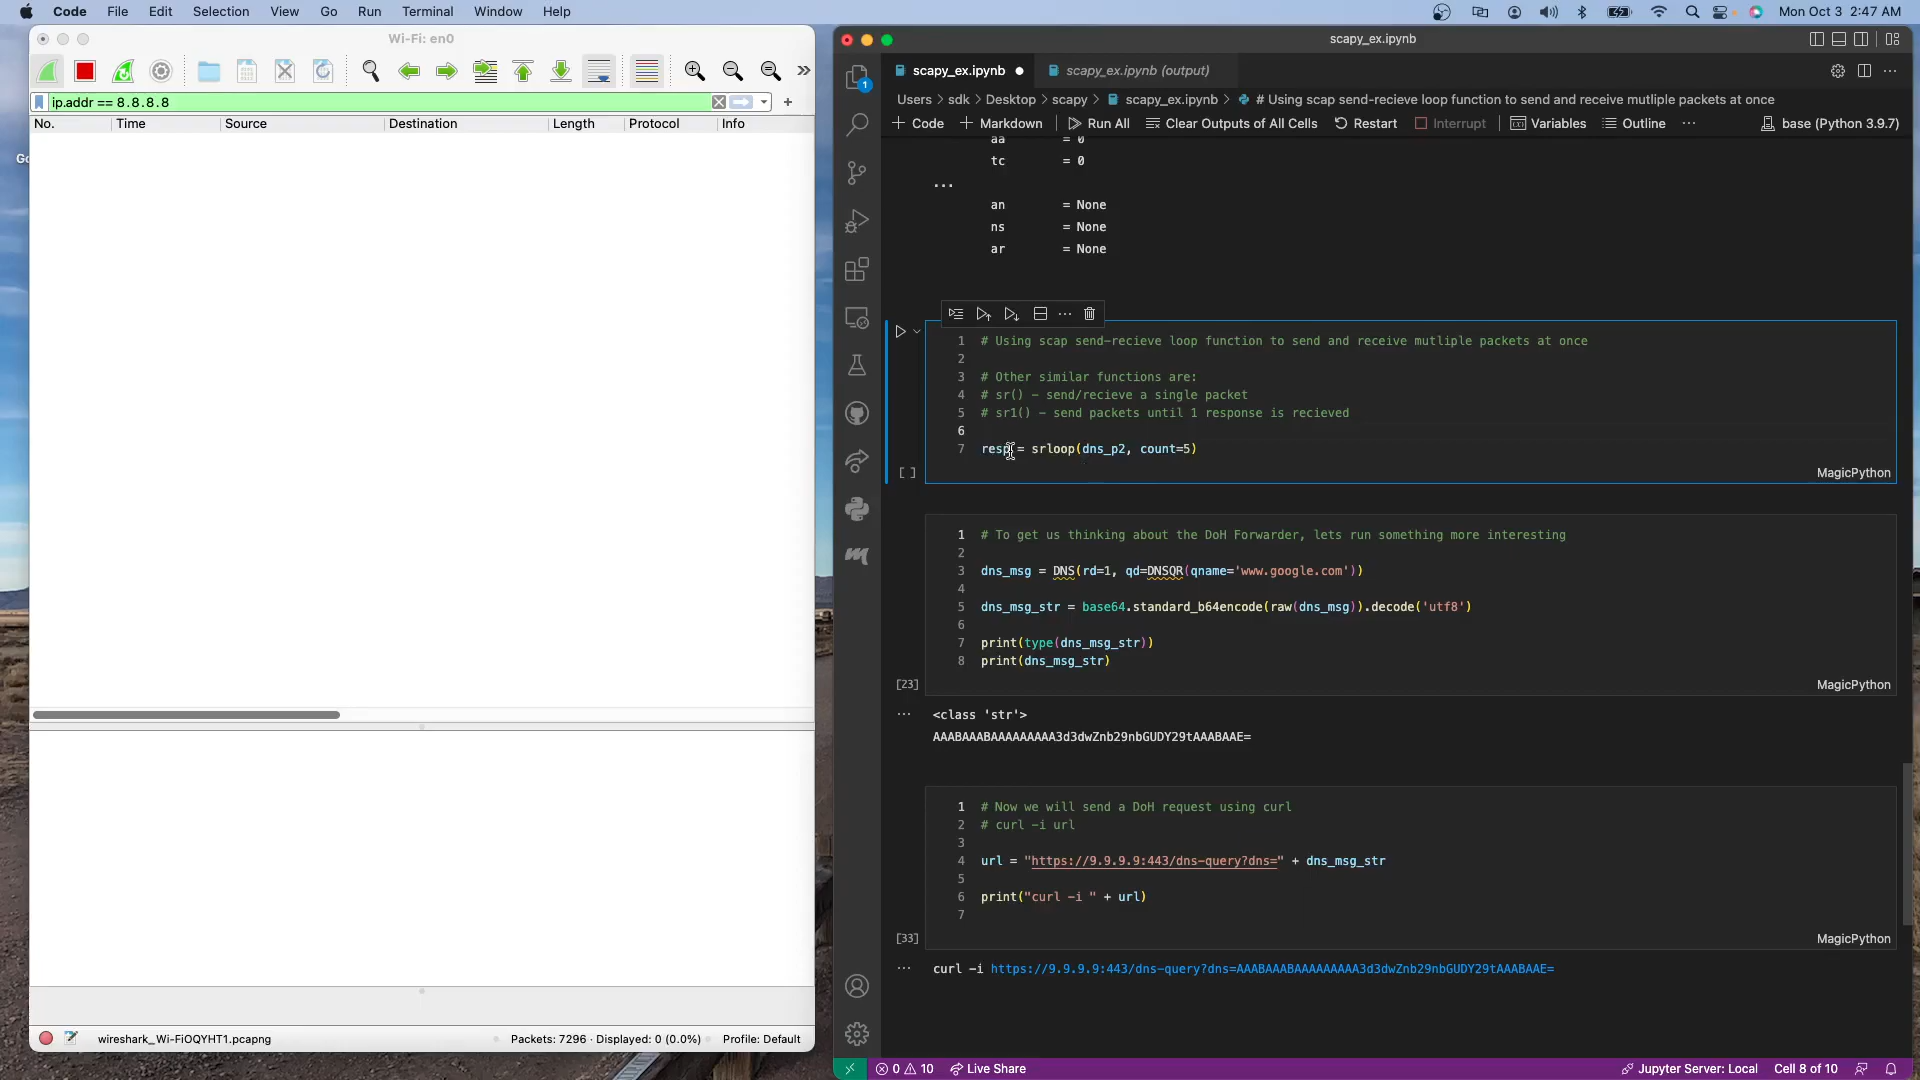 Code File Edit Selection View Go Run Terminal Window Help
Mon Oct 3 2:47 AM
Wi-Fi: en0
ip.addr == 8.8.8.8
No. Time Source Destination Length Protocol Info
wireshark_Wi-FiOQYHT1.pcapng Packets: 7296 · Displayed: 0 (0.0%) Profile: Default
scapy_ex.ipynb
scapy_ex.ipynb scapy_ex.ipynb (output)
1
Users > sdk > Desktop > scapy > scapy_ex.ipynb > # Using scap send-recieve loop function to send and receive mutliple packets at once
+ Code + Markdown Run All Clear Outputs of All Cells Restart Interrupt Variables Outline ... base (Python 3.9.7)
aa = 0
tc = 0
...
an = None
ns = None
ar = None
1 # Using scap send-recieve loop function to send and receive mutliple packets at once
2
3 # Other similar functions are:
4 # sr() – send/recieve a single packet
5 # sr1() – send packets until 1 response is recieved
6
7 resp = srloop(dns_p2, count=5)
[ ] MagicPython
1 # To get us thinking about the DoH Forwarder, lets run something more interesting
2
3 dns_msg = DNS(rd=1, qd=DNSQR(qname='www.google.com'))
4
5 dns_msg_str = base64.standard_b64encode(raw(dns_msg)).decode('utf8')
6
7 print(type(dns_msg_str))
8 print(dns_msg_str)
[23] MagicPython
... <class 'str'>
AAABAAABAAAAAAAAA3d3dwZnb29nbGUDY29tAAABAAE=
1 # Now we will send a DoH request using curl
2 # curl -i url
3
4 url = "https://9.9.9.9:443/dns-query?dns=" + dns_msg_str
5
6 print("curl -i " + url)
7
[33] MagicPython
... curl -i https://9.9.9.9:443/dns-query?dns=AAABAAABAAAAAAAAA3d3dwZnb29nbGUDY29tAAABAAE=
0 10 Live Share Jupyter Server: Local Cell 8 of 10